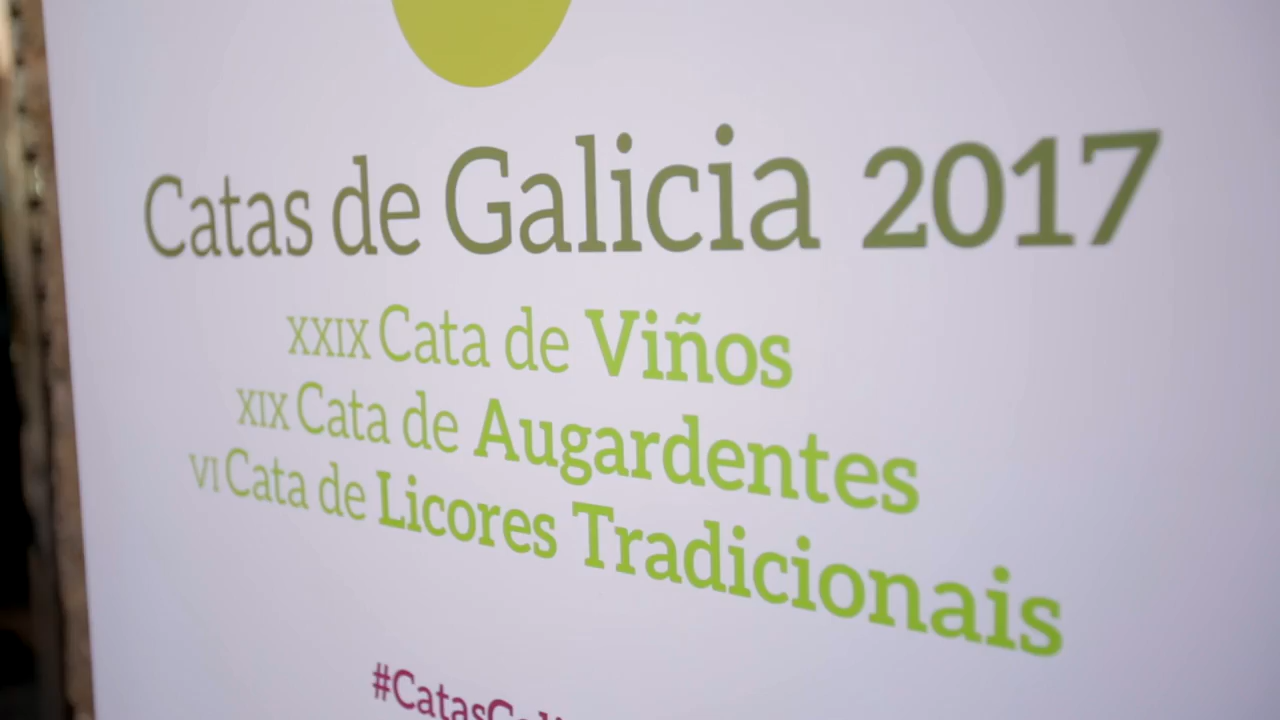 Catas de Galicia 2017
XXIX Cata de Viños
XIX Cata de Augardentes
VI Cata de Licores Tradicionais